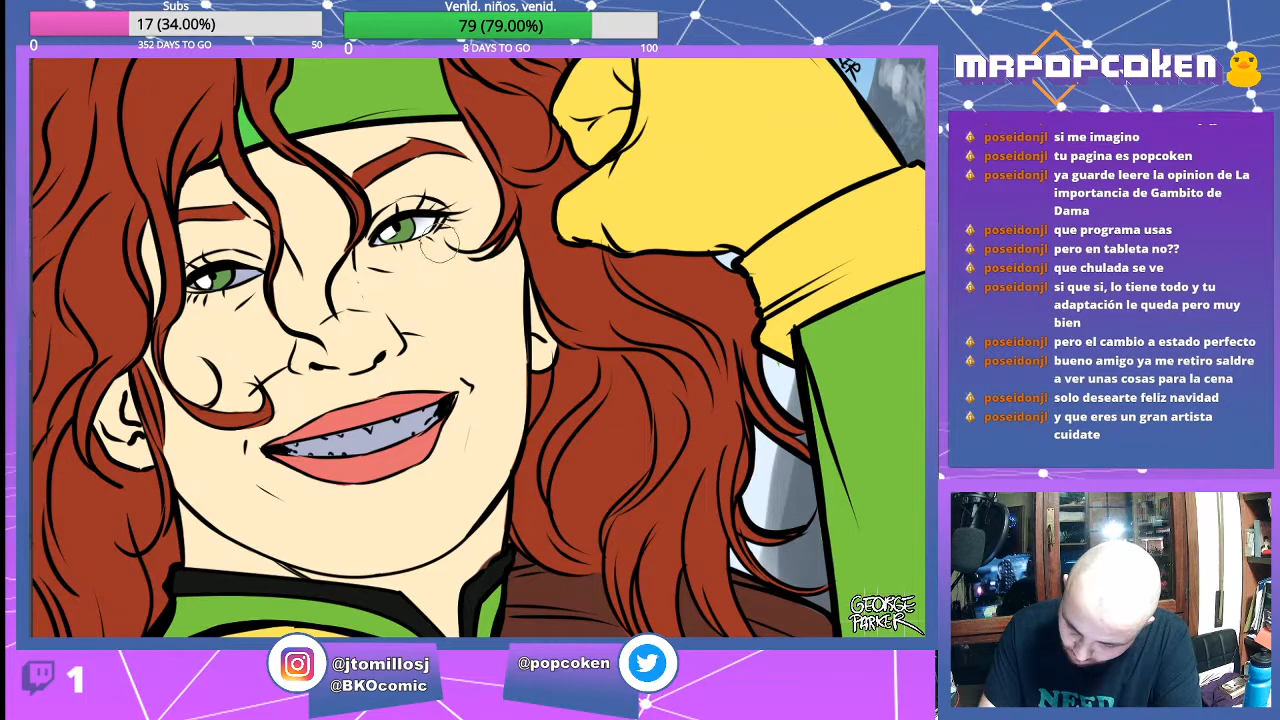 Subs
17 (34.00%)
0
352 DAYS TO GO
50
Venid, niños, venid.
79 (79.00%)
0
8 DAYS TO GO
100
MRPOPCOKEN
poseidonjl si me imagino
poseidonjl tu pagina es popcoken
poseidonjl ya guarde leere la opinion de La
importancia de Gambito de
Dama
poseidonjl que programa usas
poseidonjl pero en tableta no??
poseidonjl que chulada se ve
poseidonjl si que si, lo tiene todo y tu
adaptación le queda pero muy
bien
poseidonjl pero el cambio a estado perfecto
poseidonjl bueno amigo ya me retiro saldre
a ver unas cosas para la cena
poseidonjl solo desearte feliz navidad
poseidonjl y que eres un gran artista
cuidate
GEORGE
PARKER
NEED
1
@jtomillosj
@BKOcomic
@popcoken